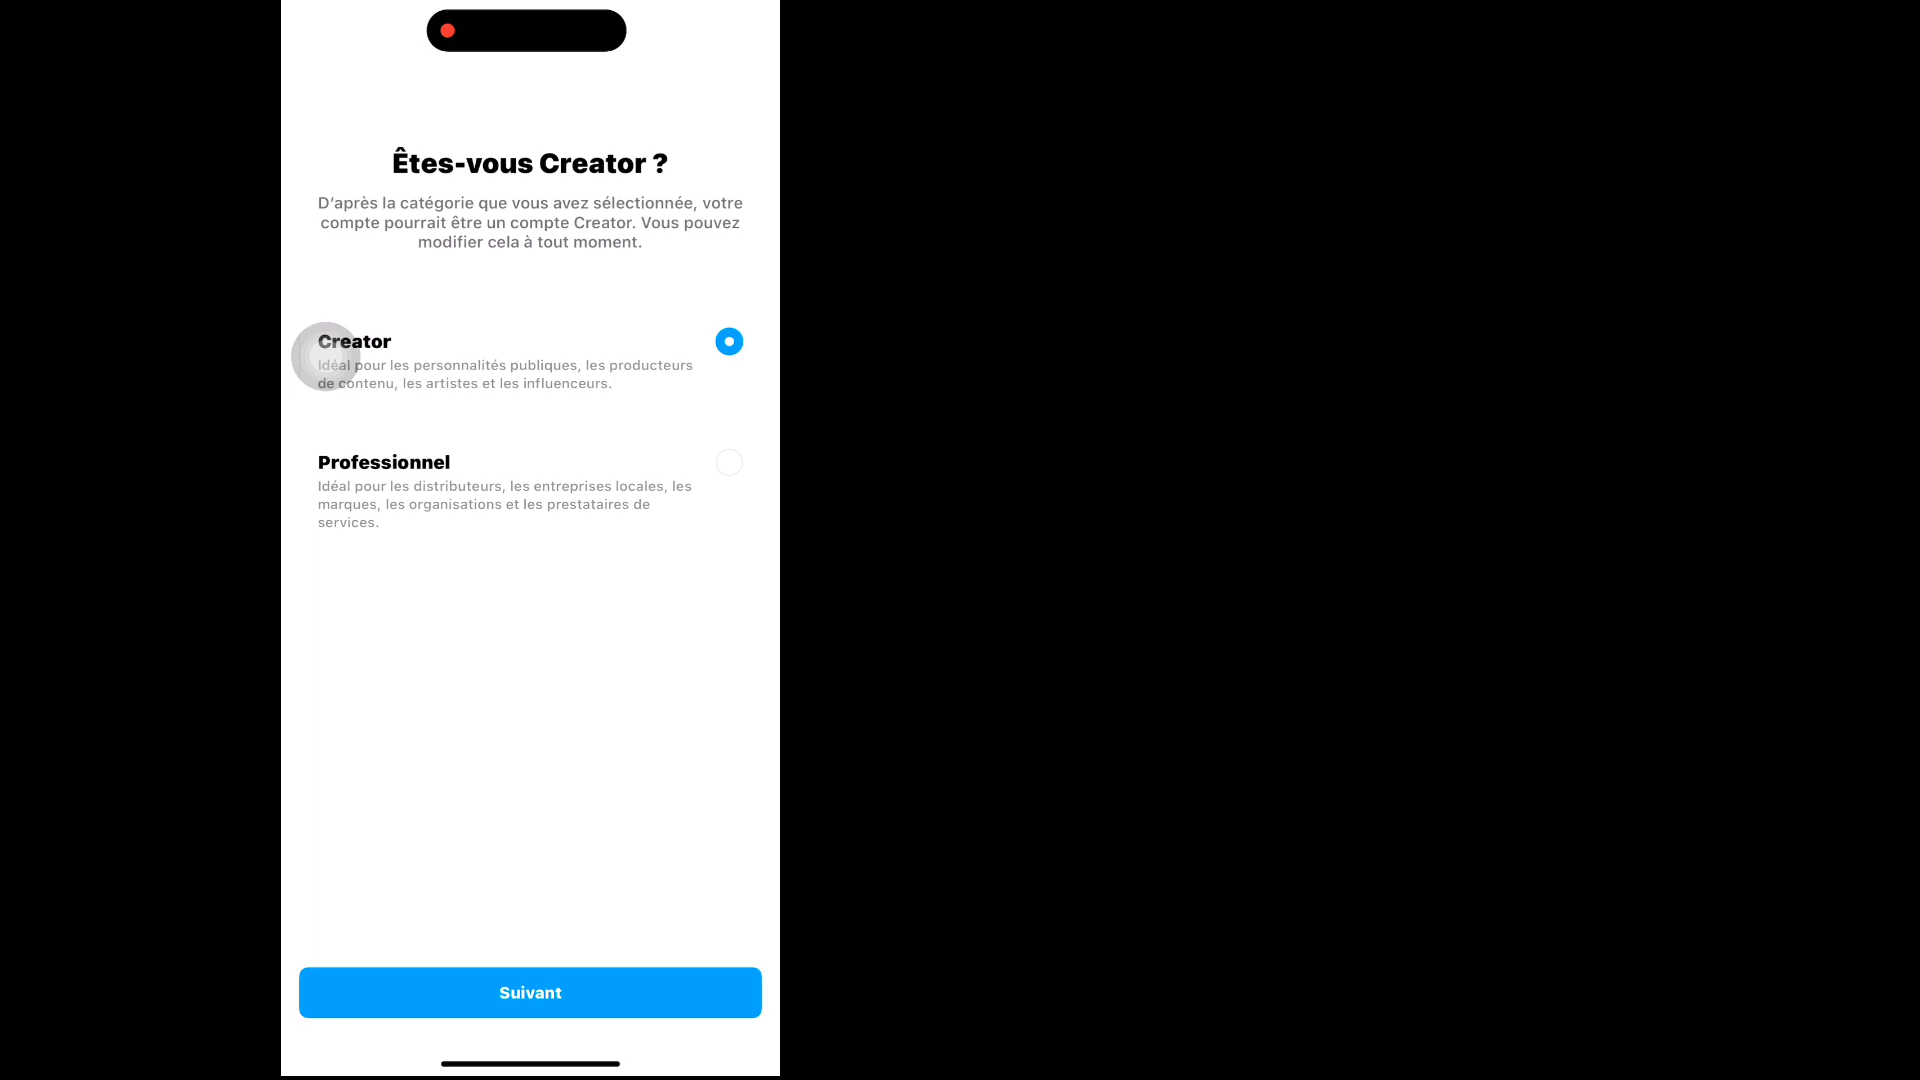 Êtes-vous Creator ?
D’après la catégorie que vous avez sélectionnée, votre
compte pourrait être un compte Creator. Vous pouvez
modifier cela à tout moment.
Creator
Idéal pour les personnalités publiques, les producteurs
de contenu, les artistes et les influenceurs.
Professionnel
Idéal pour les distributeurs, les entreprises locales, les
marques, les organisations et les prestataires de
services.
Suivant